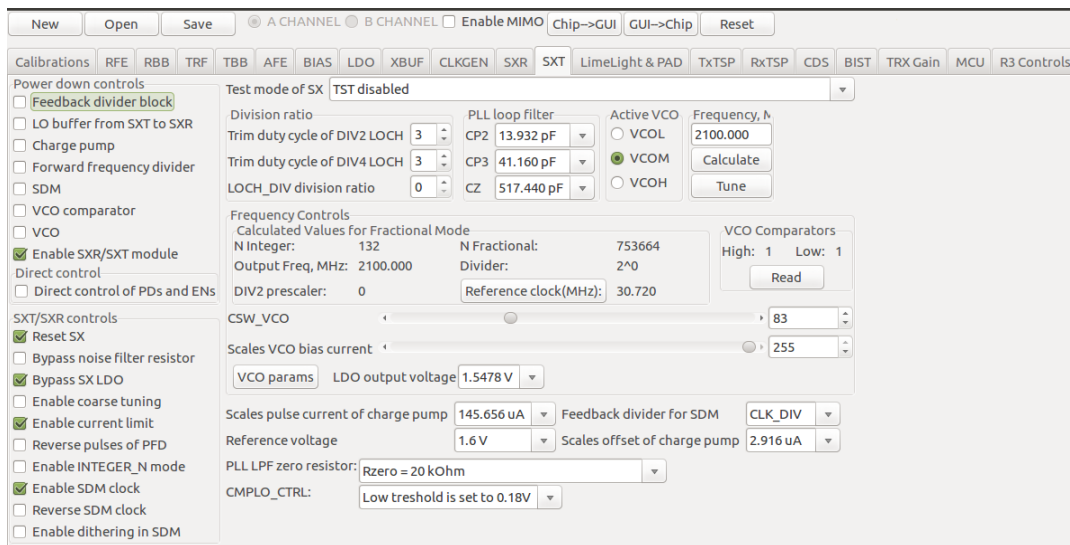 New Open Save A CHANNEL B CHANNEL Enable MIMO Chip-->GUI GUI-->Chip Reset
Calibrations RFE RBB TRF TBB AFE BIAS LDO XBUF CLKGEN SXR SXT LimeLight & PAD TxTSP RxTSP CDS BIST TRX Gain MCU R3 Controls
Power down controls
Feedback divider block
LO buffer from SXT to SXR
Charge pump
Forward frequency divider
SDM
VCO comparator
VCO
Enable SXR/SXT module
Direct control
Direct control of PDs and ENs
SXT/SXR controls
Reset SX
Bypass noise filter resistor
Bypass SX LDO
Enable coarse tuning
Enable current limit
Reverse pulses of PFD
Enable INTEGER_N mode
Enable SDM clock
Reverse SDM clock
Enable dithering in SDM
Test mode of SX TST disabled
Division ratio
Trim duty cycle of DIV2 LOCH 3
Trim duty cycle of DIV4 LOCH 3
LOCH_DIV division ratio 0
PLL loop filter
CP2 13.932 pF
CP3 41.160 pF
CZ 517.440 pF
Active VCO
VCOL
VCOM
VCOH
Frequency, M
2100.000
Calculate
Tune
Frequency Controls
Calculated Values for Fractional Mode
N Integer: 132 N Fractional: 753664
Output Freq, MHz: 2100.000 Divider: 2^0
DIV2 prescaler: 0 Reference clock(MHz): 30.720
VCO Comparators
High: 1 Low: 1
Read
CSW_VCO 83
Scales VCO bias current 255
VCO params LDO output voltage 1.5478 V
Scales pulse current of charge pump 145.656 uA Feedback divider for SDM CLK_DIV
Reference voltage 1.6 V Scales offset of charge pump 2.916 uA
PLL LPF zero resistor: Rzero = 20 kOhm
CMPLO_CTRL: Low treshold is set to 0.18V